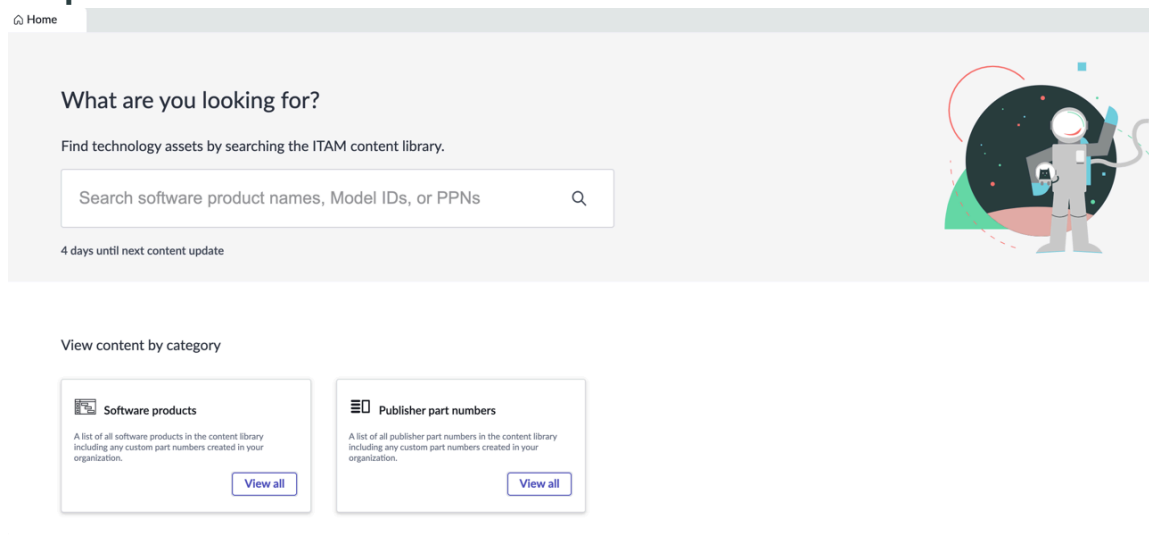 Home
What are you looking for?
Find technology assets by searching the ITAM content library.
Search software product names, Model IDs, or PPNs
4 days until next content update
View content by category
Software products
A list of all software products in the content library
including any custom part numbers created in your
organization.
View all
Publisher part numbers
A list of all publisher part numbers in the content library
including any custom part numbers created in your
organization.
View all